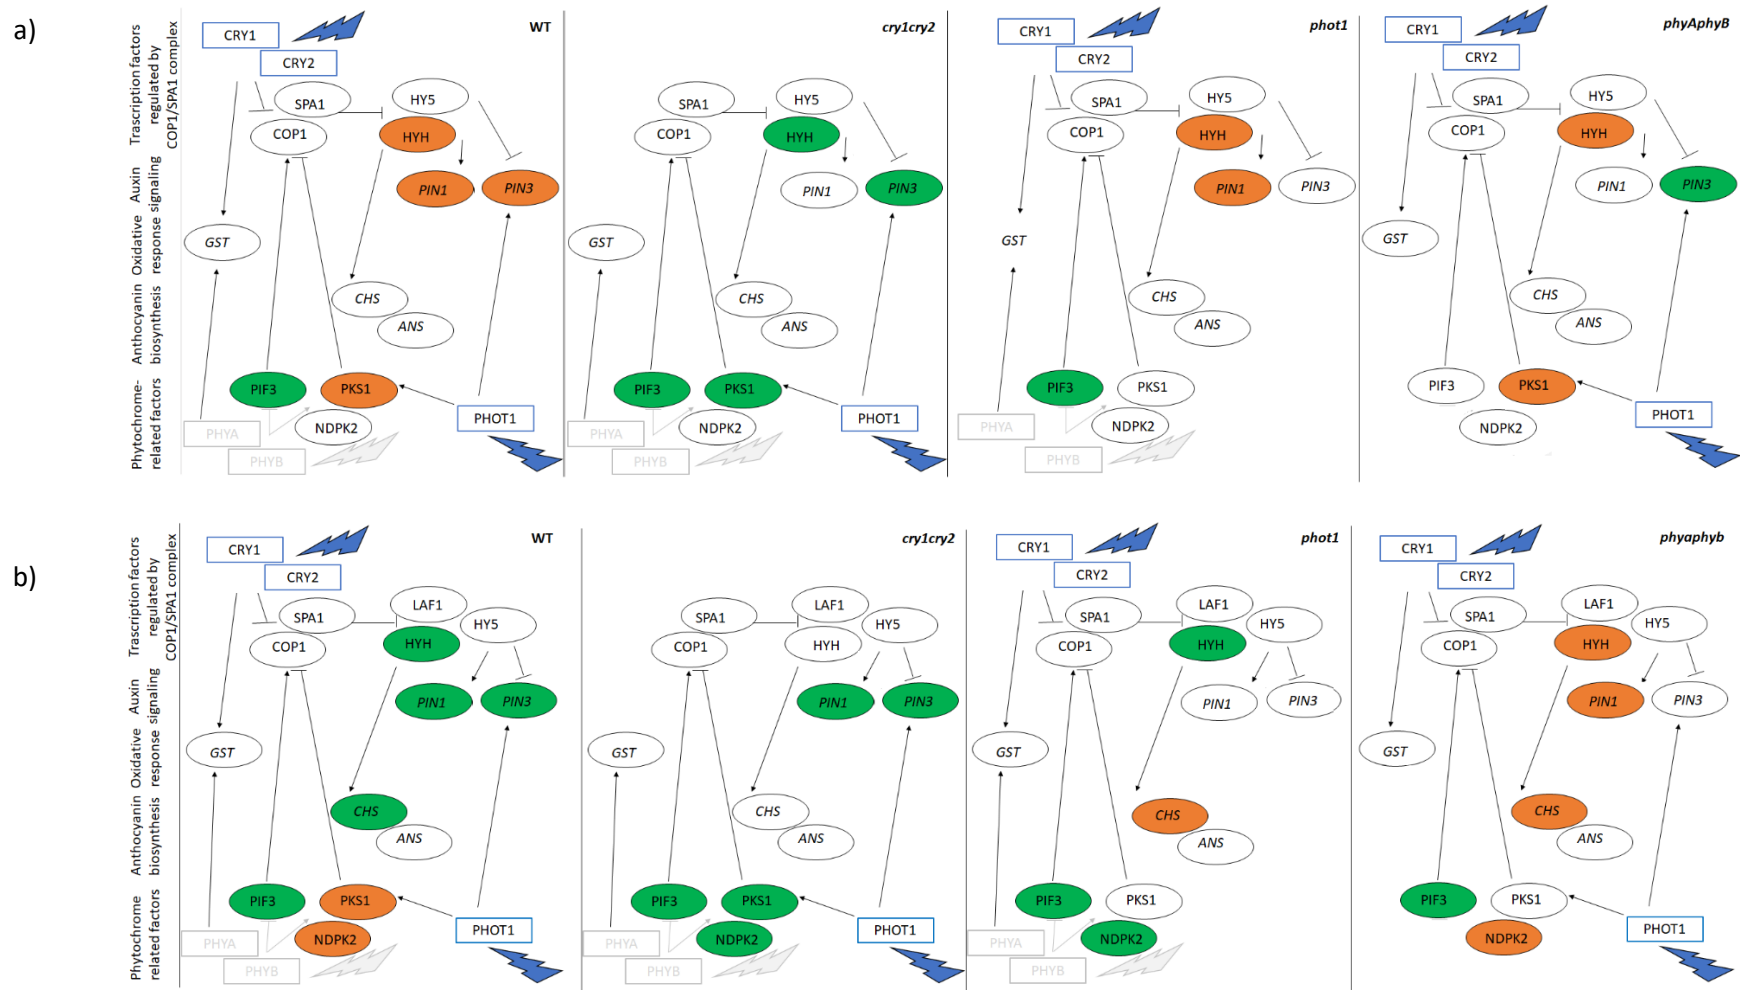 a)
Trascription factors
regulated by
COP1/SPA1 complex
Auxin
signaling
Oxidative
response
Anthocyanin
biosynthesis
Phytochrome-
related factors
WT
CRY1
CRY2
SPA1
COP1
HY5
HYH
PIN1
PIN3
GST
CHS
ANS
PIF3
PKS1
NDPK2
PHYA
PHYB
PHOT1
cry1cry2
SPA1
COP1
HY5
HYH
PIN1
PIN3
GST
CHS
ANS
PIF3
PKS1
NDPK2
PHYA
PHYB
PHOT1
phot1
CRY1
CRY2
SPA1
COP1
HY5
HYH
PIN1
PIN3
GST
CHS
ANS
PIF3
PKS1
NDPK2
PHYA
PHYB
phyAphyB
CRY1
CRY2
SPA1
COP1
HY5
HYH
PIN1
PIN3
GST
CHS
ANS
PIF3
PKS1
NDPK2
PHOT1
b)
Trascription factors
regulated by
COP1/SPA1 complex
Auxin
signaling
Oxidative
response
Anthocyanin
biosynthesis
Phytochrome
related factors
WT
CRY1
CRY2
SPA1
COP1
LAF1
HY5
HYH
PIN1
PIN3
GST
CHS
ANS
PIF3
PKS1
NDPK2
PHYA
PHYB
PHOT1
cry1cry2
SPA1
COP1
LAF1
HY5
HYH
PIN1
PIN3
GST
CHS
ANS
PIF3
PKS1
NDPK2
PHYA
PHYB
PHOT1
phot1
CRY1
CRY2
SPA1
COP1
LAF1
HY5
HYH
PIN1
PIN3
GST
CHS
ANS
PIF3
PKS1
NDPK2
PHYA
PHYB
phyaphyb
CRY1
CRY2
SPA1
COP1
LAF1
HY5
HYH
PIN1
PIN3
GST
CHS
ANS
PIF3
PKS1
NDPK2
PHOT1